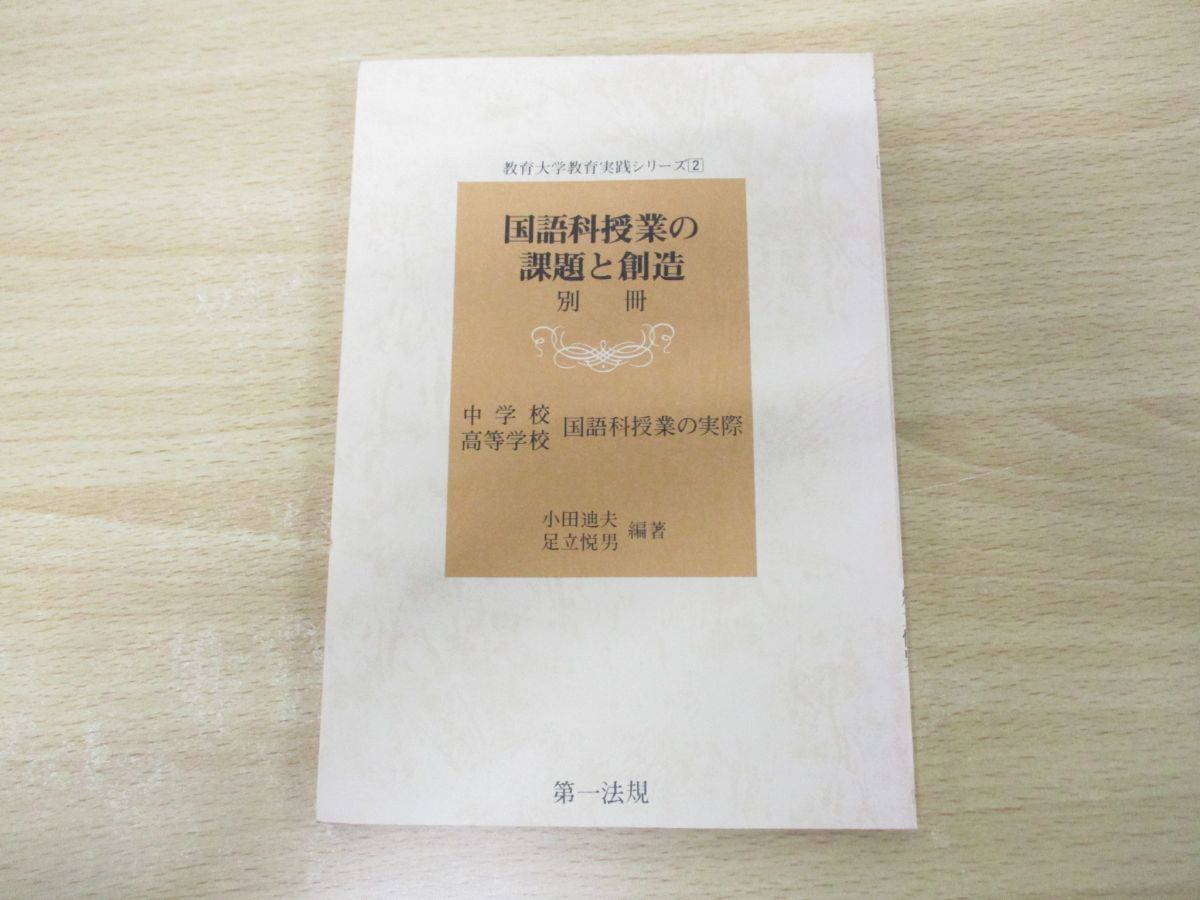 教育大学教育実践シリーズ2
国語科授業の
課題と創造
別 冊
中学校
高等学校
国語科授業の実際
小田迪夫
足立悦男
編著
第一法規